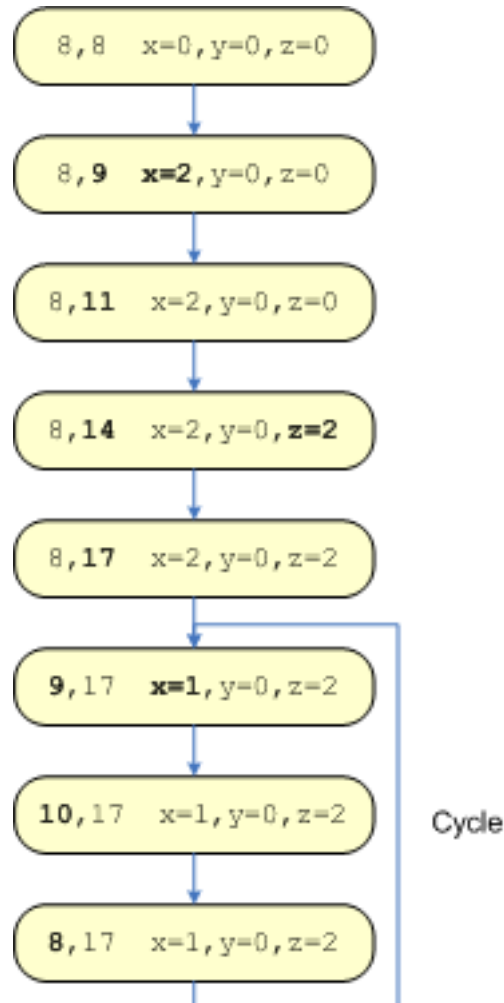 8,8 x=0,y=0,z=0
8,9 x=2,y=0,z=0
8,11 x=2,y=0,z=0
8,14 x=2,y=0,z=2
8,17 x=2,y=0,z=2
9,17 x=1,y=0,z=2
10,17 x=1,y=0,z=2
Cycle
8,17 x=1,y=0,z=2